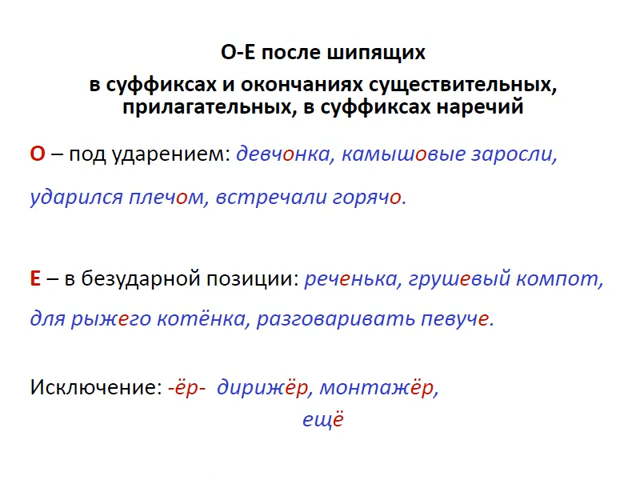 О-Е после шипящих
в суффиксах и окончаниях существительных,
прилагательных, в суффиксах наречий
О – под ударением: девчонка, камышовые заросли,
ударился плечом, встречали горячо.
Е – в безударной позиции: реченька, грушевый компот,
для рыжего котёнка, разговаривать певуче.
Исключение: -ёр- дирижёр, монтажёр,
ещё